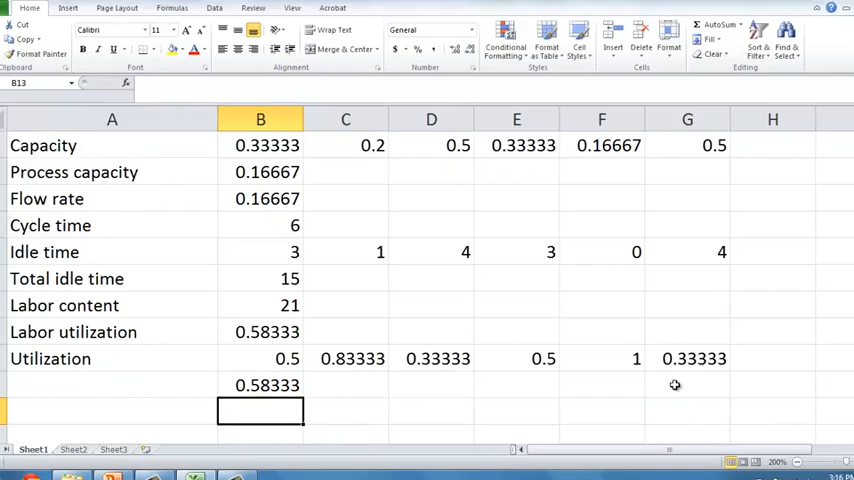 Home Insert Page Layout Formulas Data Review View Acrobat
Cut
Copy
Format Painter
Calibri 11
Wrap Text
Merge & Center
General
Conditional Formatting
Format as Table
Cell Styles
Insert Delete Format
AutoSum
Fill
Clear
Sort & Filter
Find & Select
Font Alignment Number Styles Cells Editing
B13 fx
A B C D E F G H
Capacity 0.33333 0.2 0.5 0.33333 0.16667 0.5
Process capacity 0.16667
Flow rate 0.16667
Cycle time 6
Idle time 3 1 4 3 0 4
Total idle time 15
Labor content 21
Labor utilization 0.58333
Utilization 0.5 0.83333 0.33333 0.5 1 0.33333
0.58333
Sheet1 Sheet2 Sheet3
200%
3:16 PM